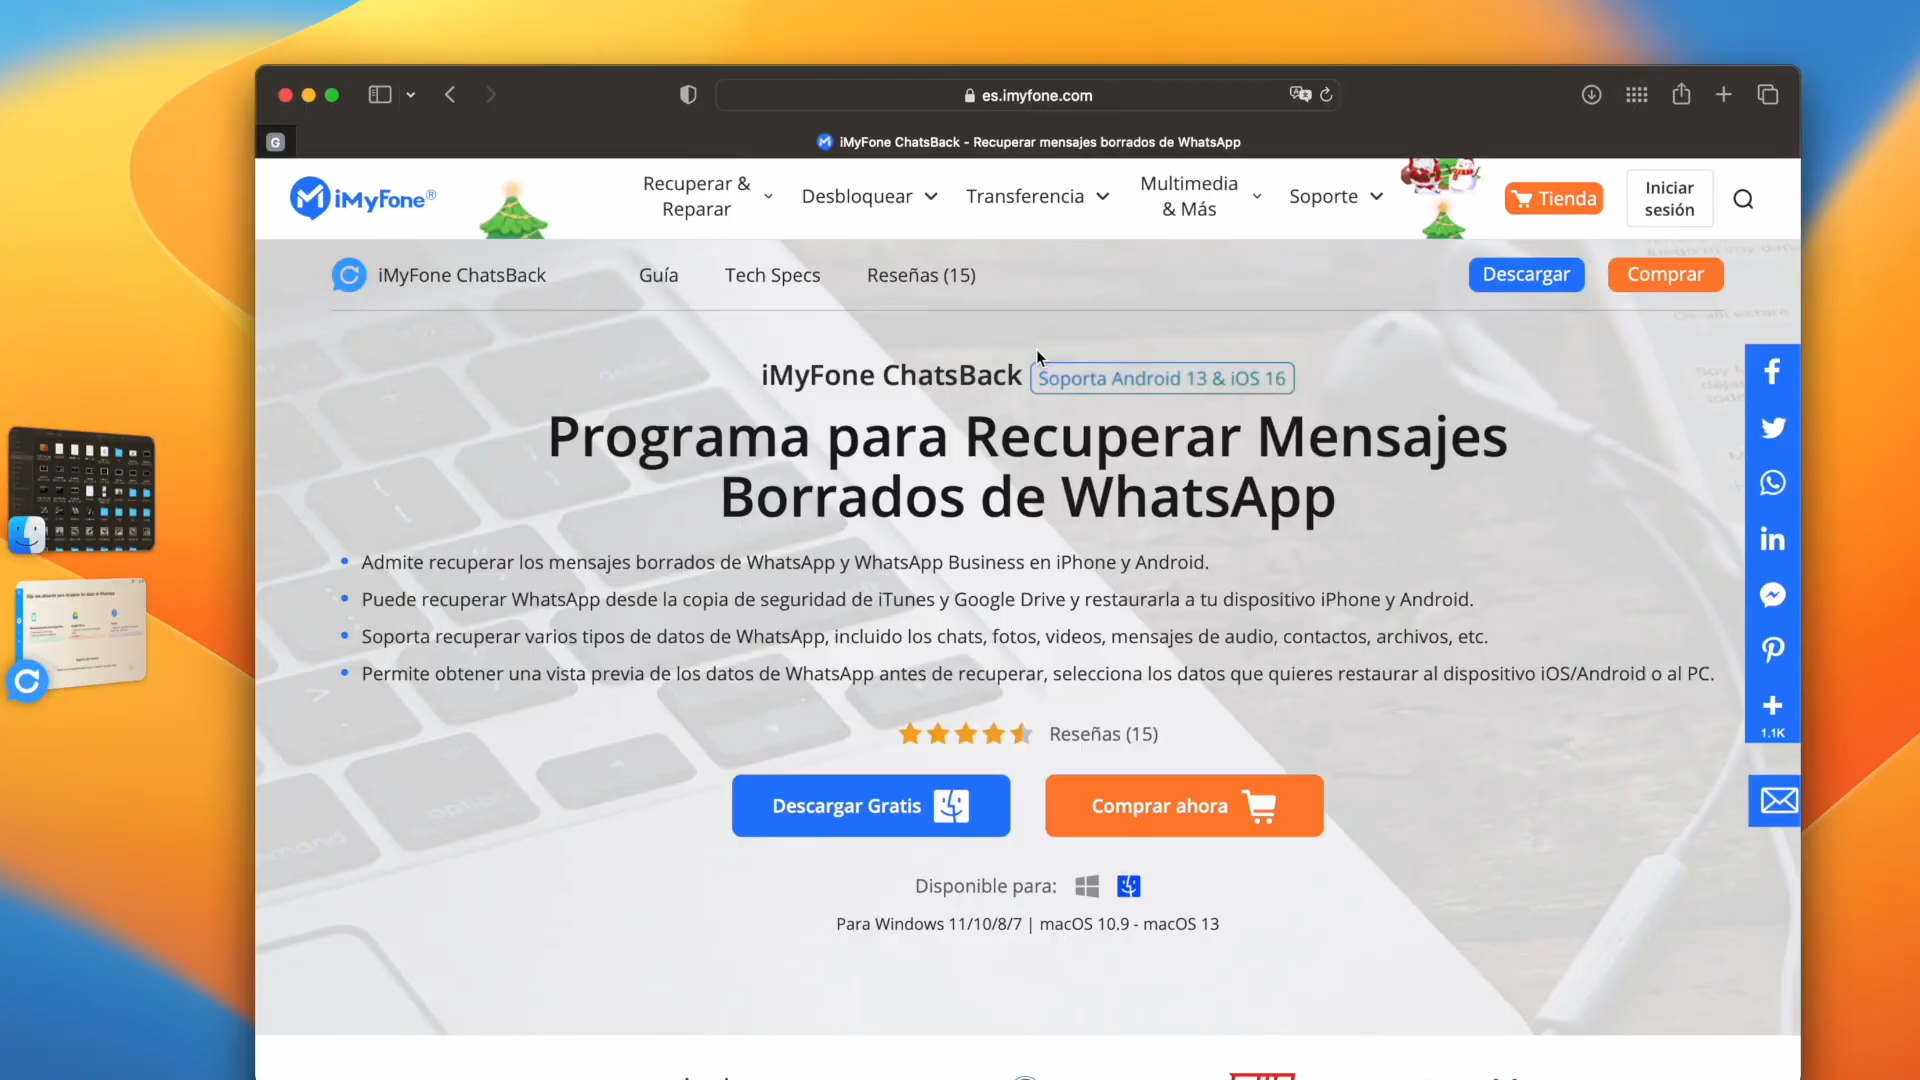 es.imyfone.com
G
iMyFone ChatsBack - Recuperar mensajes borrados de WhatsApp
iMyFone®
Recuperar &
Reparar
Desbloquear
Transferencia
Multimedia
& Más
Soporte
Tienda
Iniciar
sesión
iMyFone ChatsBack
Guía
Tech Specs
Reseñas (15)
Descargar
Comprar
iMyFone ChatsBack
Soporta Android 13 & iOS 16
Programa para Recuperar Mensajes
Borrados de WhatsApp
Admite recuperar los mensajes borrados de WhatsApp y WhatsApp Business en iPhone y Android.
Puede recuperar WhatsApp desde la copia de seguridad de iTunes y Google Drive y restaurarla a tu dispositivo iPhone y Android.
Soporta recuperar varios tipos de datos de WhatsApp, incluido los chats, fotos, videos, mensajes de audio, contactos, archivos, etc.
Permite obtener una vista previa de los datos de WhatsApp antes de recuperar, selecciona los datos que quieres restaurar al dispositivo iOS/Android o al PC.
1.1K
Reseñas (15)
Descargar Gratis
Comprar ahora
Disponible para:
Para Windows 11/10/8/7 | macOS 10.9 - macOS 13
option